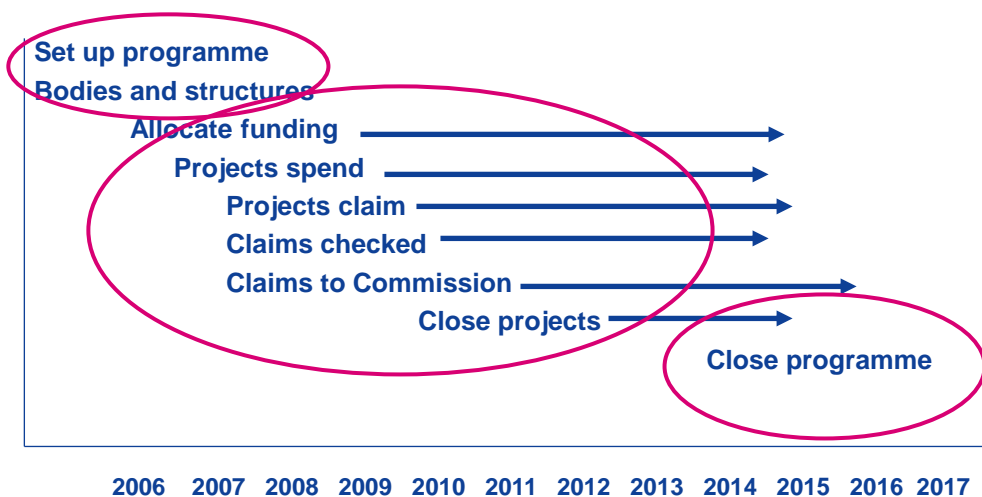 Set up programme
Bodies and structures
Allocate funding
Projects spend
Projects claim
Claims checked
Claims to Commission
Close projects
Close programme
2006 2007 2008 2009 2010 2011 2012 2013 2014 2015 2016 2017